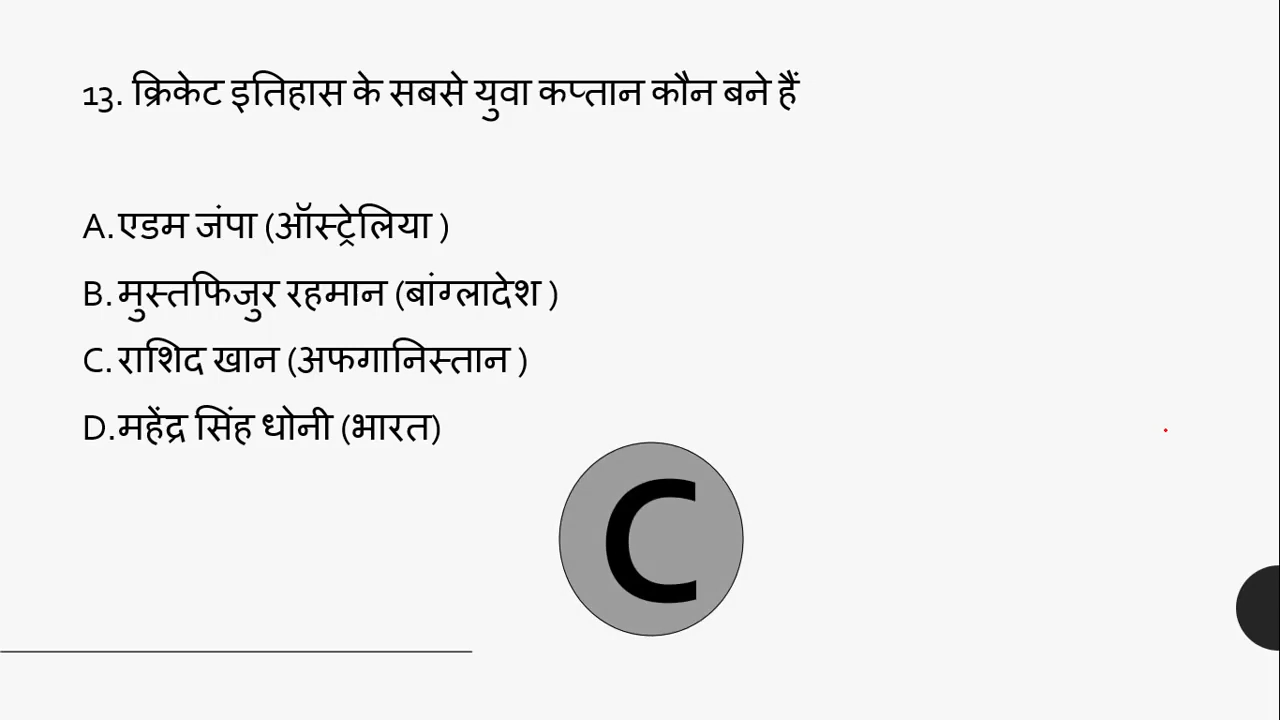 13. क्रिकेट इतिहास के सबसे युवा कप्तान कौन बने हैं
A. एडम जंपा (ऑस्ट्रेलिया )
B. मुस्तफिजुर रहमान (बांग्लादेश )
C. राशिद खान (अफगानिस्तान )
D. महेंद्र सिंह धोनी (भारत)
C